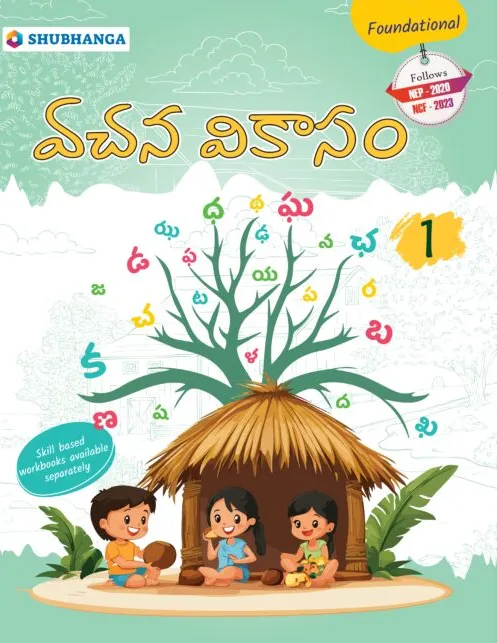 SHUBHANGA
Foundational
Follows
NEP - 2020
NCF - 2023
వచన వికాసం
1
ధ థ ఘ
ఝ ఢ వ ఛ
డ ఫ
జ ట య ప ర
చ ఒ
క ళ
ణ ష ద ఖ
Skill based
workbooks available
separately